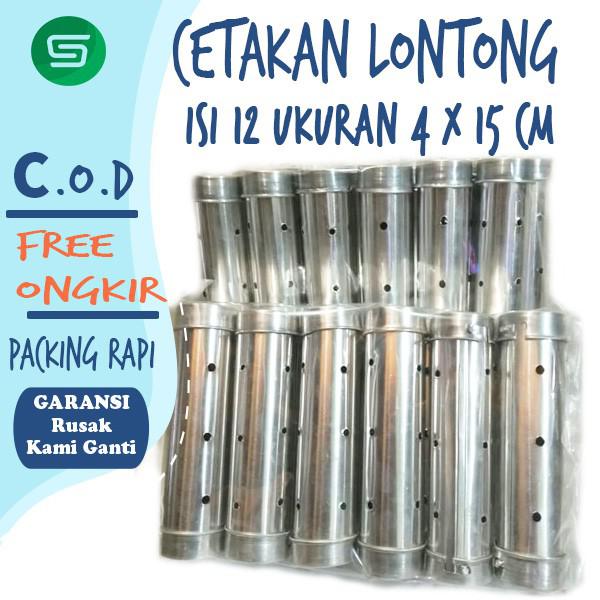 CETAKAN LONTONG
ISI 12 UKURAN 4 X 15 CM
C.O.D
FREE
ONGKIR
PACKING RAPI
GARANSI
Rusak
Kami Ganti